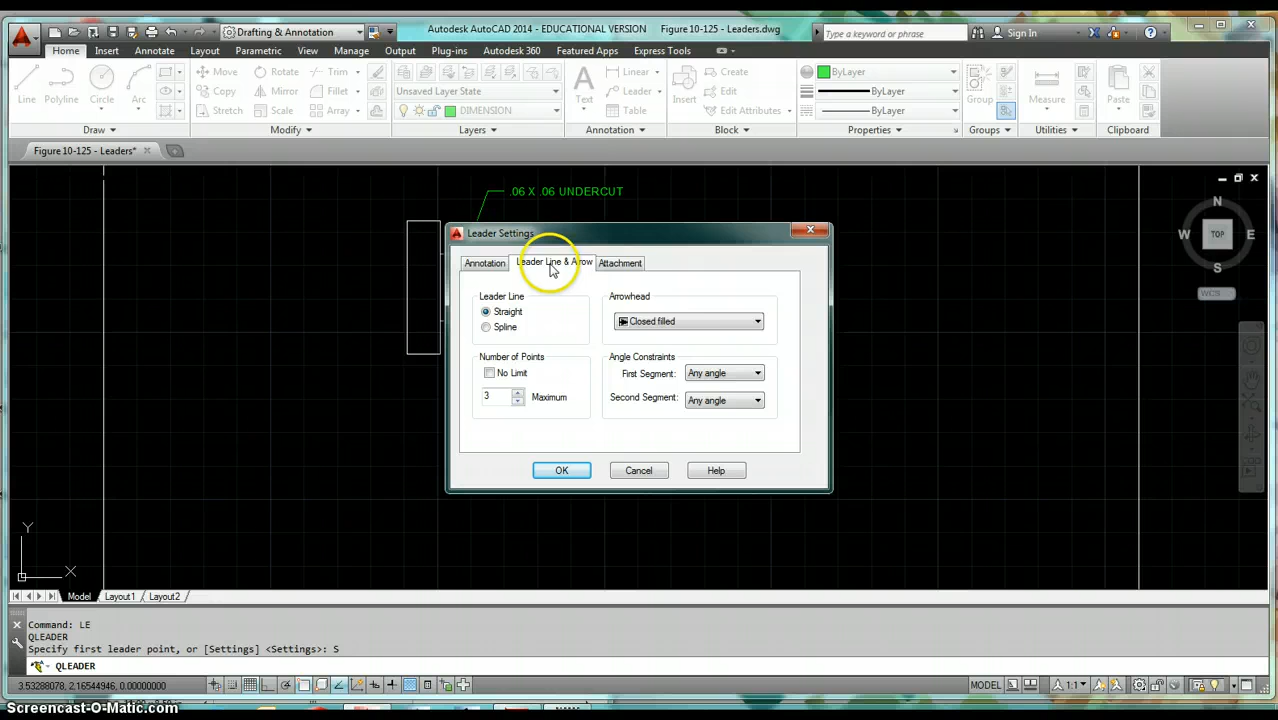 Drafting & Annotation
Autodesk AutoCAD 2014 - EDUCATIONAL VERSION
Figure 10-125 - Leaders.dwg
Type a keyword or phrase
Sign In
Home
Insert
Annotate
Layout
Parametric
View
Manage
Output
Plug-ins
Autodesk 360
Featured Apps
Express Tools
Line
Polyline
Circle
Arc
Move
Rotate
Trim
Copy
Mirror
Fillet
Stretch
Scale
Array
Unsaved Layer State
DIMENSION
Text
Linear
Leader
Table
Insert
Create
Edit
Edit Attributes
ByLayer
ByLayer
ByLayer
Group
Measure
Paste
Draw
Modify
Layers
Annotation
Block
Properties
Groups
Utilities
Clipboard
Figure 10-125 - Leaders*
.06 X .06 UNDERCUT
N
W
TOP
E
S
WCS
Leader Settings
Annotation
Leader Line & Arrow
Attachment
Leader Line
Straight
Spline
Arrowhead
Closed filled
Number of Points
No Limit
3
Maximum
Angle Constraints
First Segment:
Any angle
Second Segment:
Any angle
OK
Cancel
Help
Y
X
Model
Layout1
Layout2
Command: LE
QLEADER
Specify first leader point, or [Settings] <Settings>: S
QLEADER
3.53288078, 2.16544946, 0.00000000
MODEL
1:1
Screencast-O-Matic.com